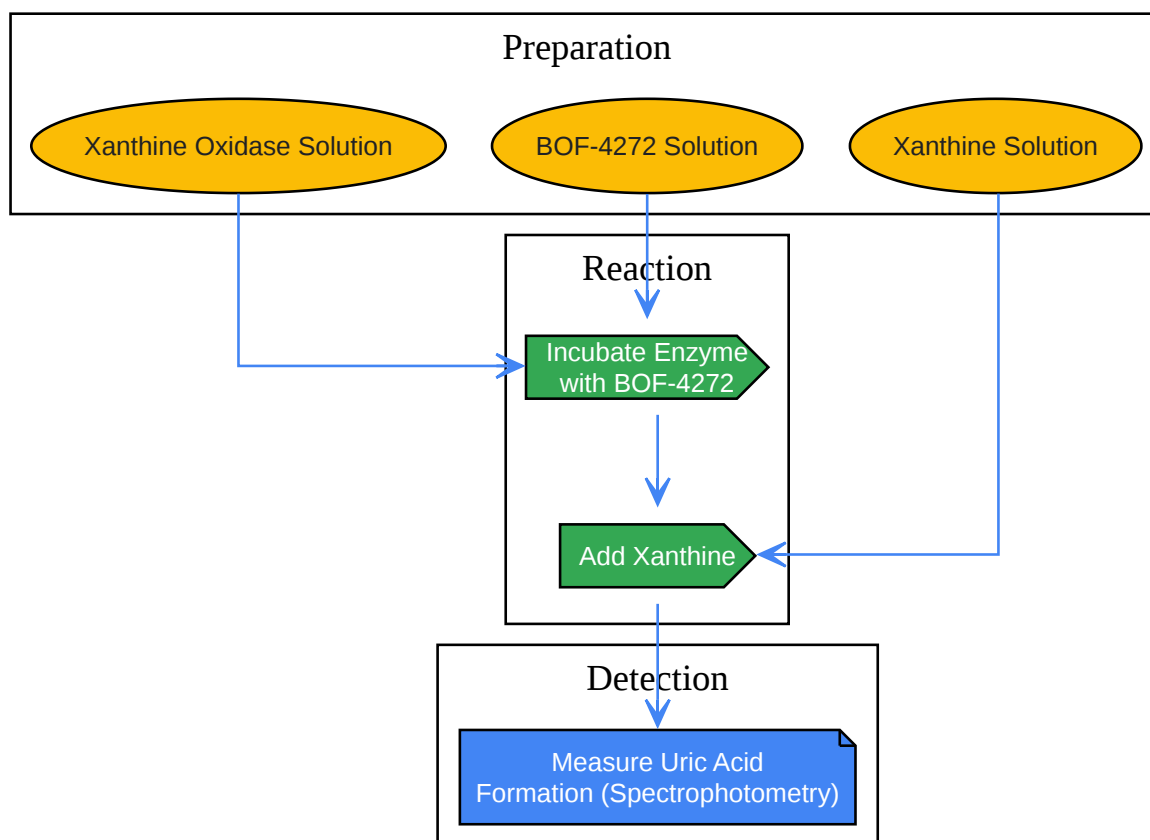 Preparation
Xanthine Oxidase Solution
BOF-4272 Solution
Xanthine Solution
Reaction
Incubate Enzyme
with BOF-4272
Add Xanthine
Detection
Measure Uric Acid
Formation (Spectrophotometry)